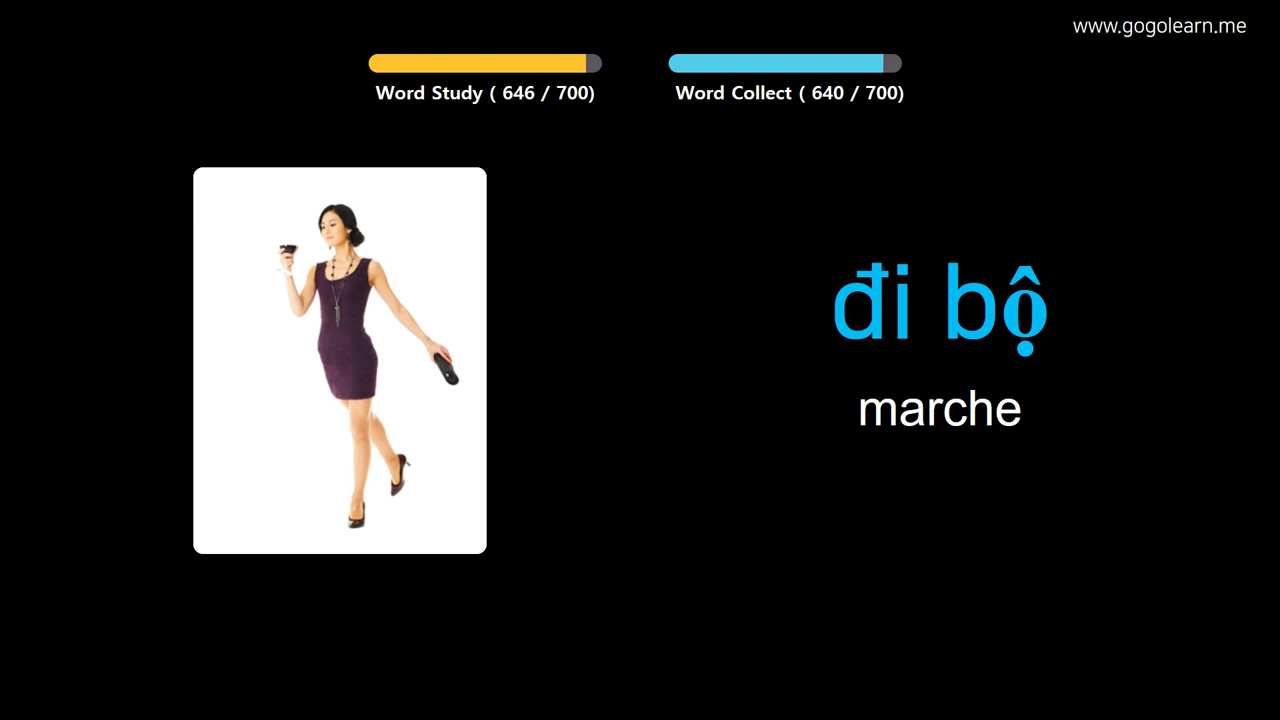 www.gogolearn.me
Word Study ( 646 / 700)
Word Collect ( 640 / 700)
đi bộ
marche